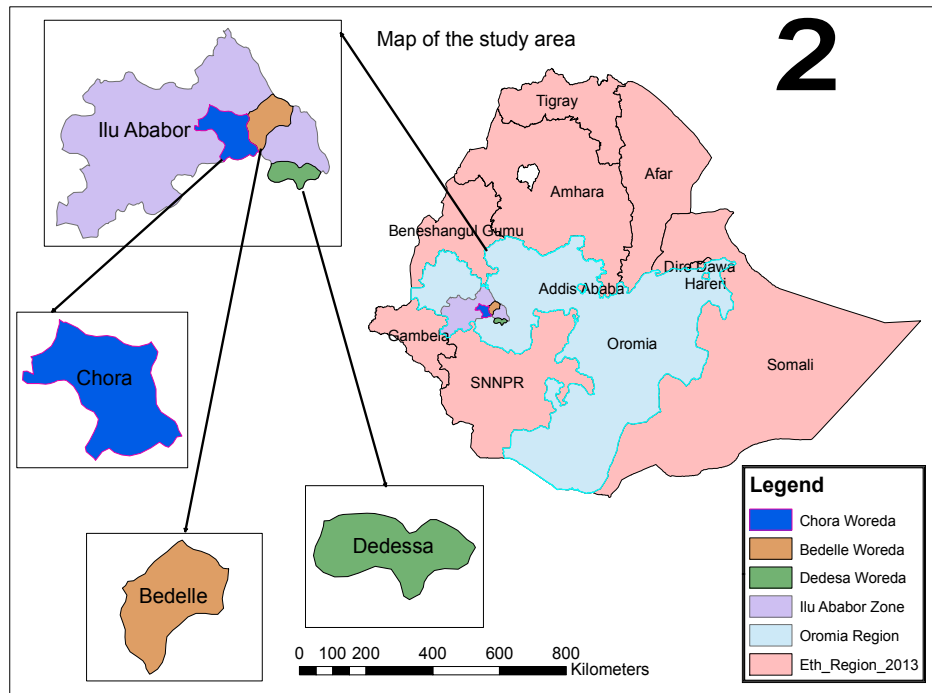 Map of the study area
2
Ilu Ababor
Tigray
Afar
Amhara
Beneshangul Gumu
Dire Dawa
Hareri
Addis Ababa
Gambela
Oromia
SNNPR
Somali
Chora
Bedelle
Dedessa
Legend
Chora Woreda
Bedelle Woreda
Dedesa Woreda
Ilu Ababor Zone
Oromia Region
Eth_Region_2013
0 100 200 400 600 800
Kilometers